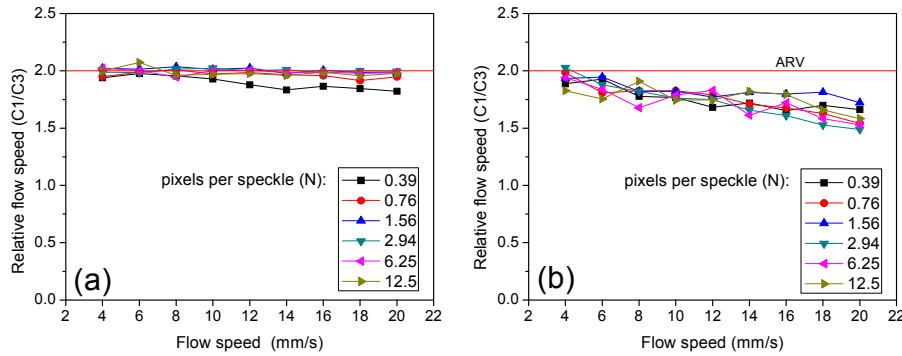 (a)
2.5
2.0
1.5
1.0
0.5
0.0
Relative flow speed (C1/C3)
pixels per speckle (N):
0.39
0.76
1.56
2.94
6.25
12.5
2 4 6 8 10 12 14 16 18 20 22
Flow speed (mm/s)
(b)
2.5
2.0
1.5
1.0
0.5
0.0
Relative flow speed (C1/C3)
ARV
pixels per speckle (N):
0.39
0.76
1.56
2.94
6.25
12.5
2 4 6 8 10 12 14 16 18 20 22
Flow speed (mm/s)